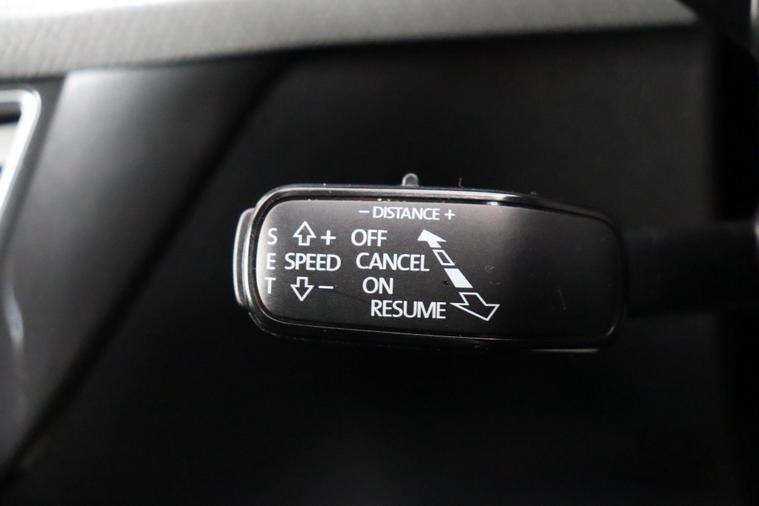 – DISTANCE +
S + OFF
E SPEED CANCEL
T – ON
RESUME